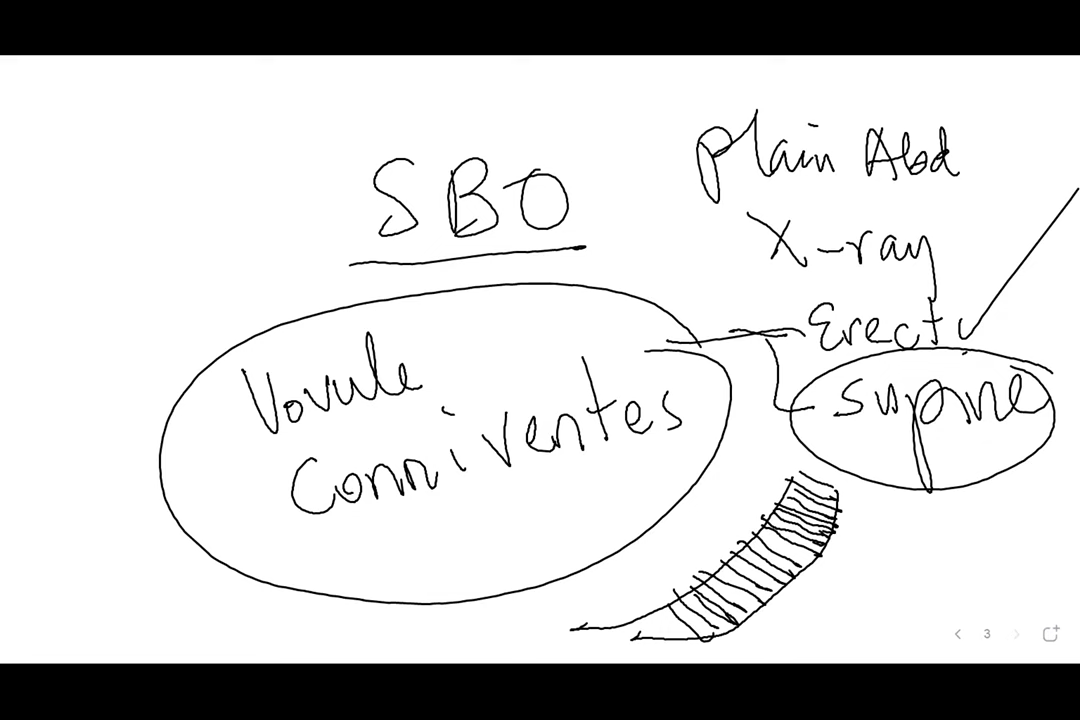 SBO
plain Abd
X-ray
Erect
supine
Vovule
Conniventes
3